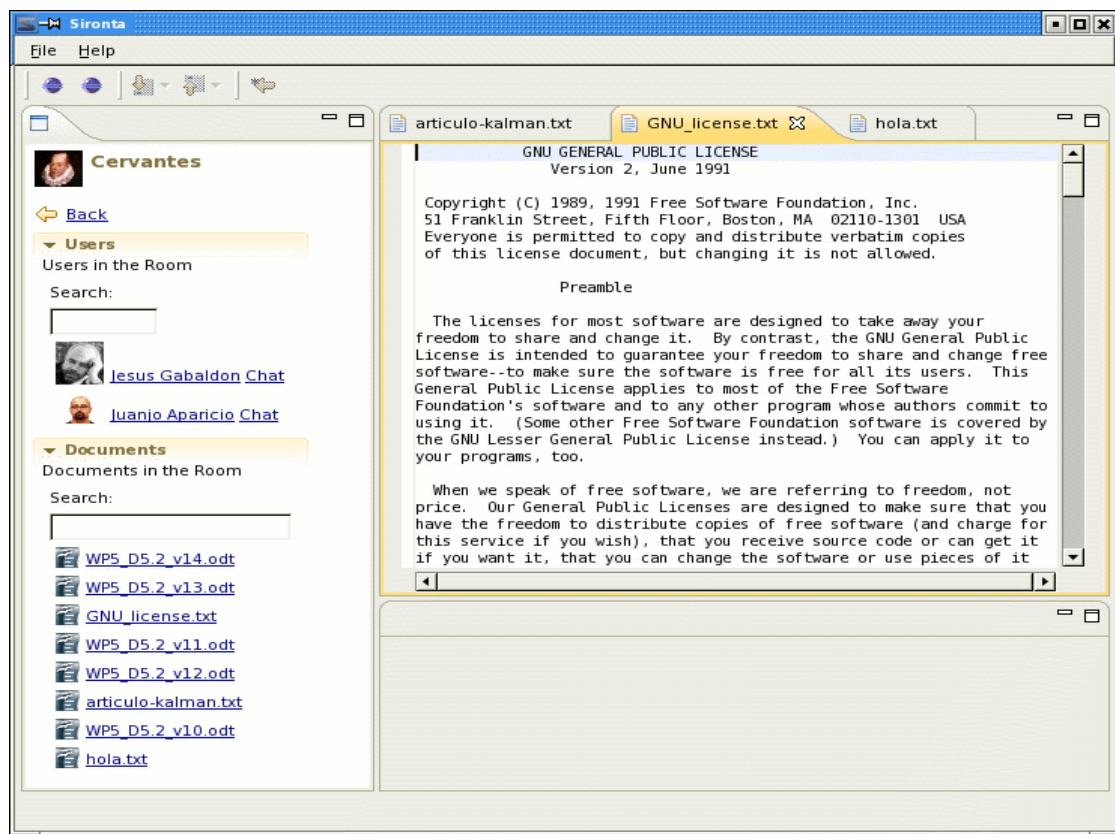 Sironta
File Help
Cervantes
Back
Users
Users in the Room
Search:
Jesus Gabaldon Chat
Juanjo Aparicio Chat
Documents
Documents in the Room
Search:
WP5_D5.2_v14.odt
WP5_D5.2_v13.odt
GNU_license.txt
WP5_D5.2_v11.odt
WP5_D5.2_v12.odt
articulo-kalman.txt
WP5_D5.2_v10.odt
hola.txt
articulo-kalman.txt GNU_license.txt hola.txt
GNU GENERAL PUBLIC LICENSE
Version 2, June 1991
Copyright (C) 1989, 1991 Free Software Foundation, Inc.
51 Franklin Street, Fifth Floor, Boston, MA 02110-1301 USA
Everyone is permitted to copy and distribute verbatim copies
of this license document, but changing it is not allowed.
Preamble
The licenses for most software are designed to take away your
freedom to share and change it. By contrast, the GNU General Public
License is intended to guarantee your freedom to share and change free
software--to make sure the software is free for all its users. This
General Public License applies to most of the Free Software
Foundation's software and to any other program whose authors commit to
using it. (Some other Free Software Foundation software is covered by
the GNU Lesser General Public License instead.) You can apply it to
your programs, too.
When we speak of free software, we are referring to freedom, not
price. Our General Public Licenses are designed to make sure that you
have the freedom to distribute copies of free software (and charge for
this service if you wish), that you receive source code or can get it
if you want it, that you can change the software or use pieces of it